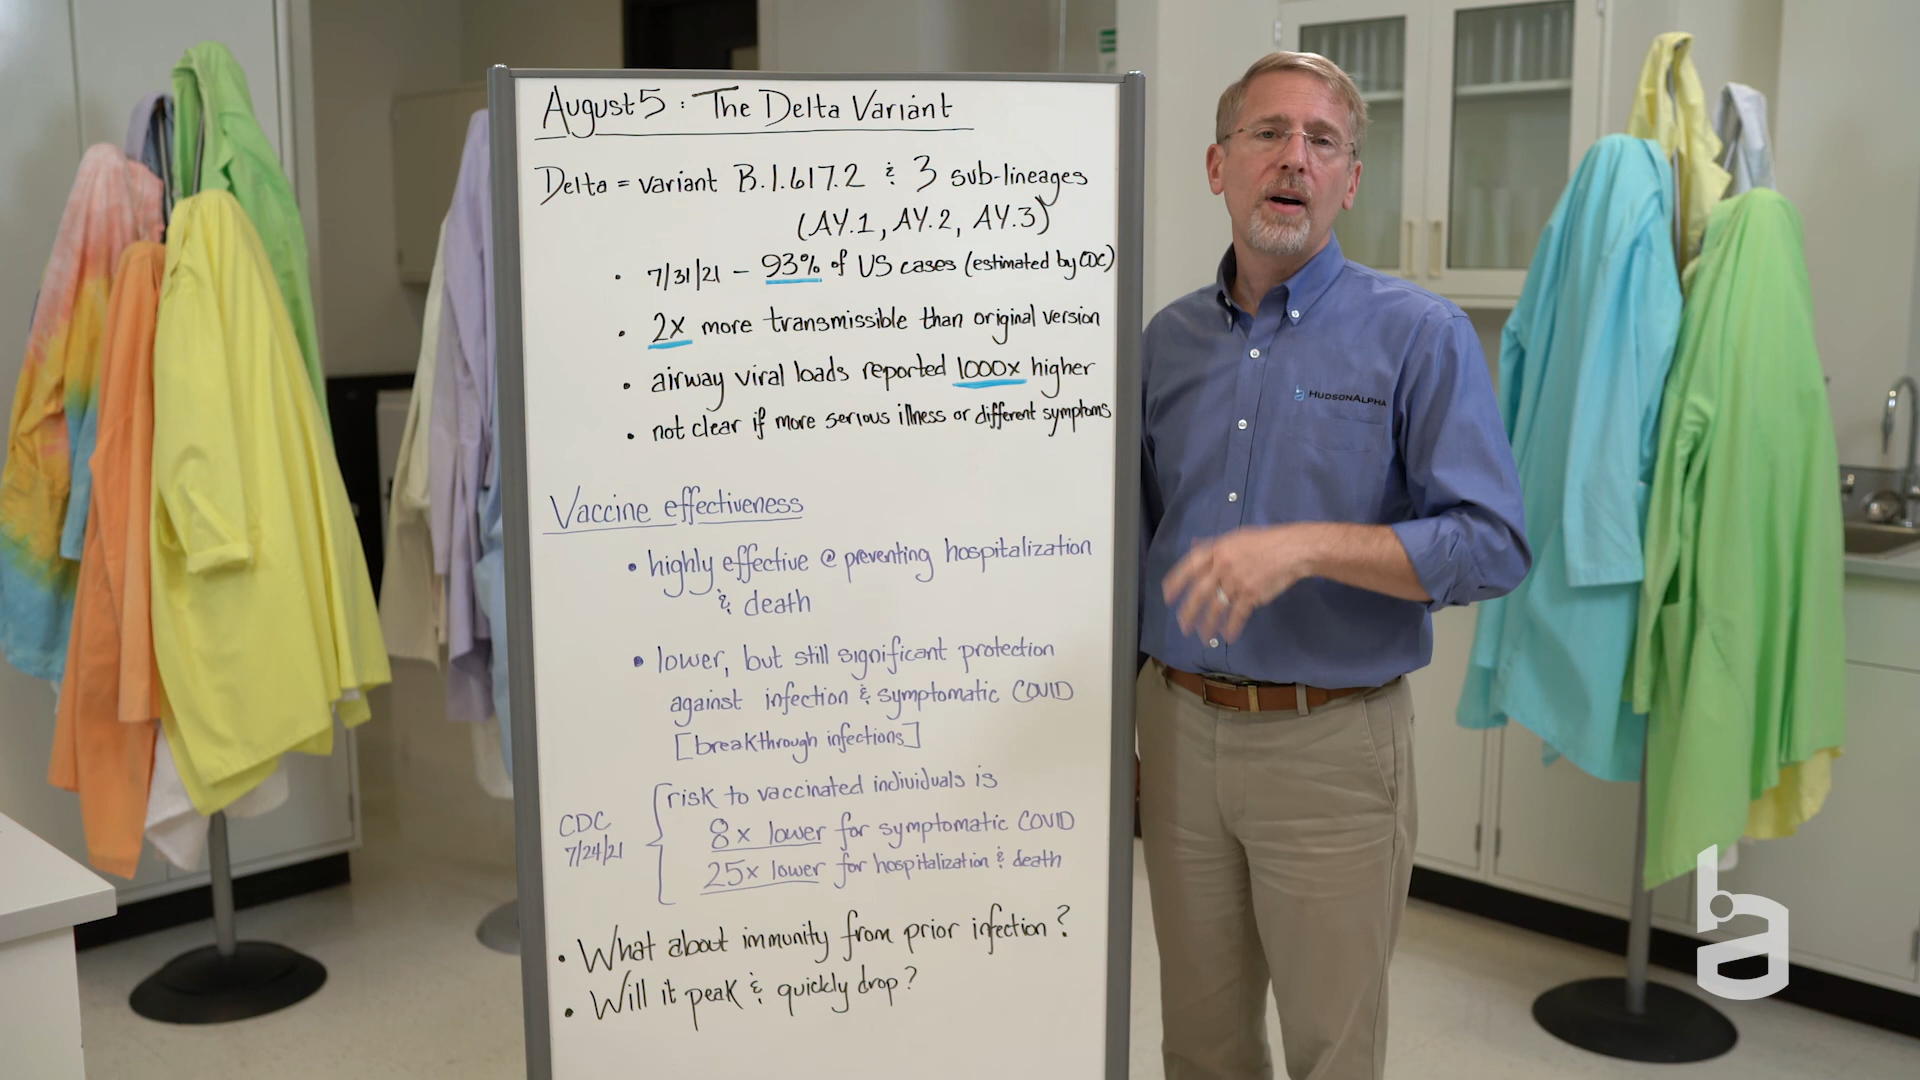 August 5 : The Delta Variant
Delta = variant B.1.617.2 & 3 sub-lineages
(AY.1, AY.2, AY.3)
• 7/31/21 – 93% of US cases (estimated by CDC)
• 2x more transmissible than original version
• airway viral loads reported 1000x higher
• not clear if more serious illness or different symptoms
Vaccine effectiveness
• highly effective @ preventing hospitalization
& death
• lower, but still significant protection
against infection & symptomatic COVID
[breakthrough infections]
CDC
7/24/21
risk to vaccinated individuals is
8x lower for symptomatic COVID
25x lower for hospitalization & death
• What about immunity from prior infection?
• Will it peak & quickly drop?
HUDSONALPHA
ha